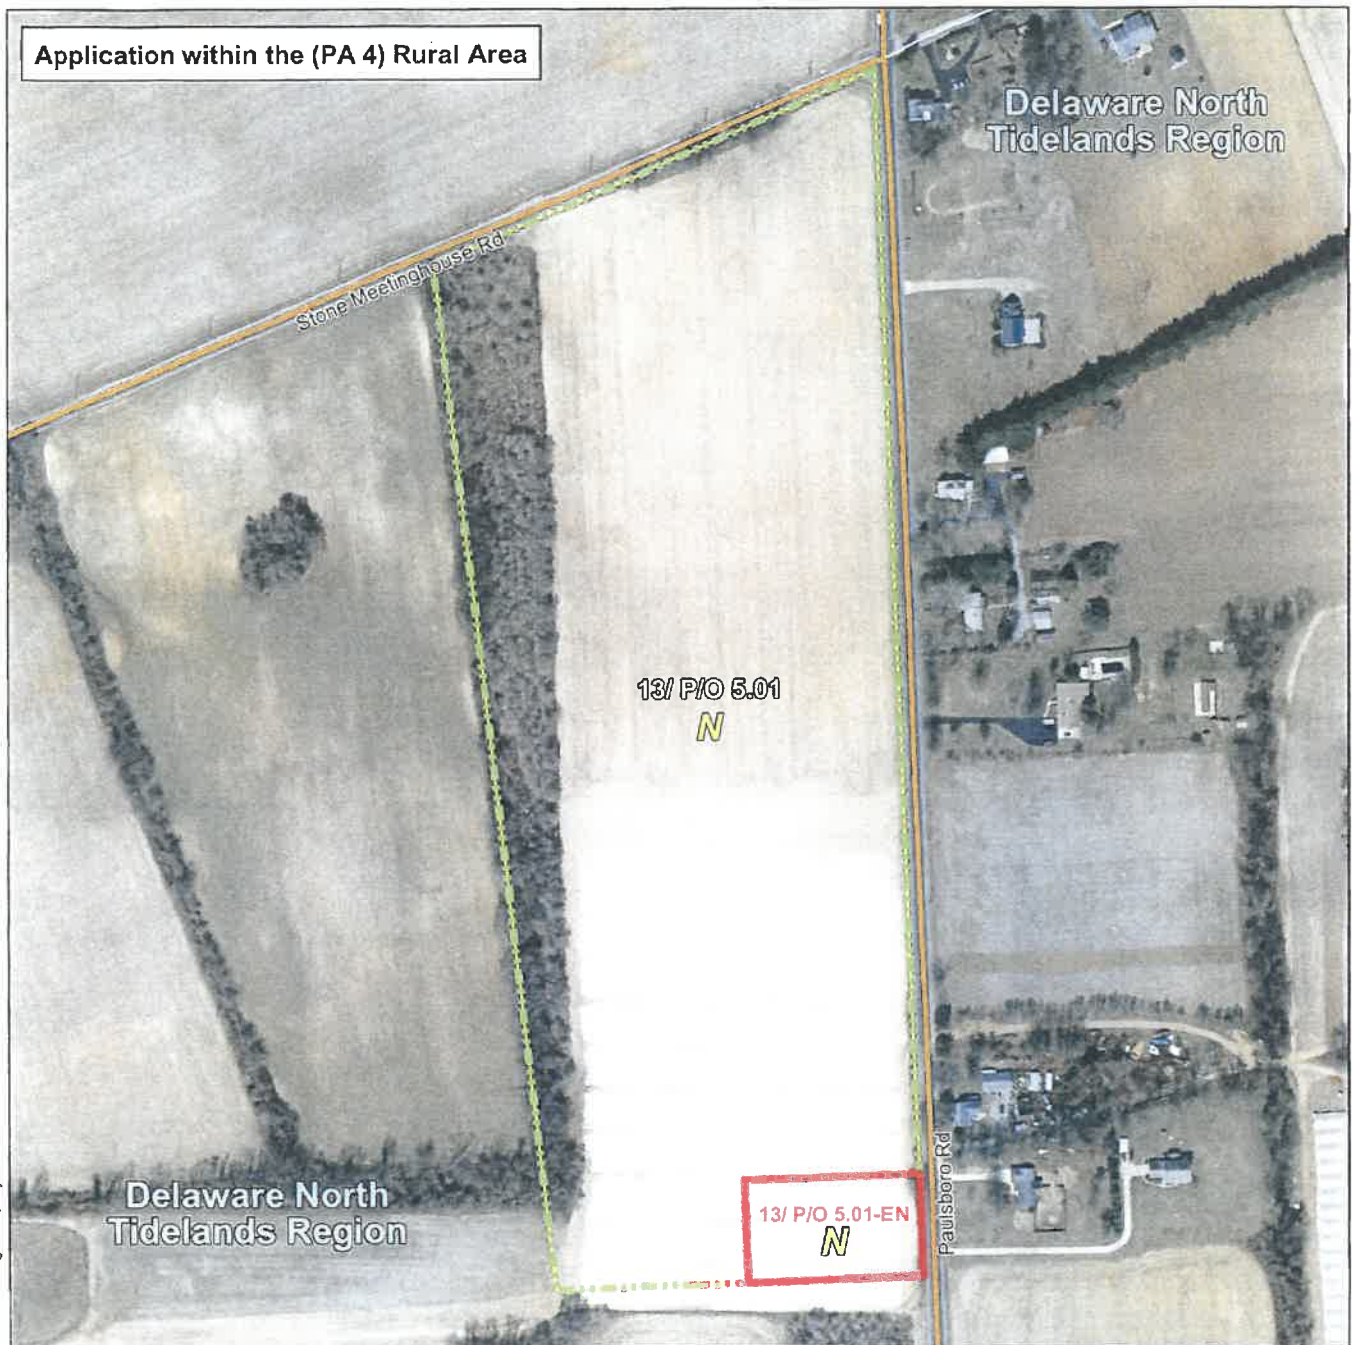 Application within the (PA 4) Rural Area
Delaware North
Tidelands Region
Stone Meetinghouse Rd
13/ P/O 5.01
N
Paulsboro Rd
Delaware North
Tidelands Region
13/ P/O 5.01-EN
N